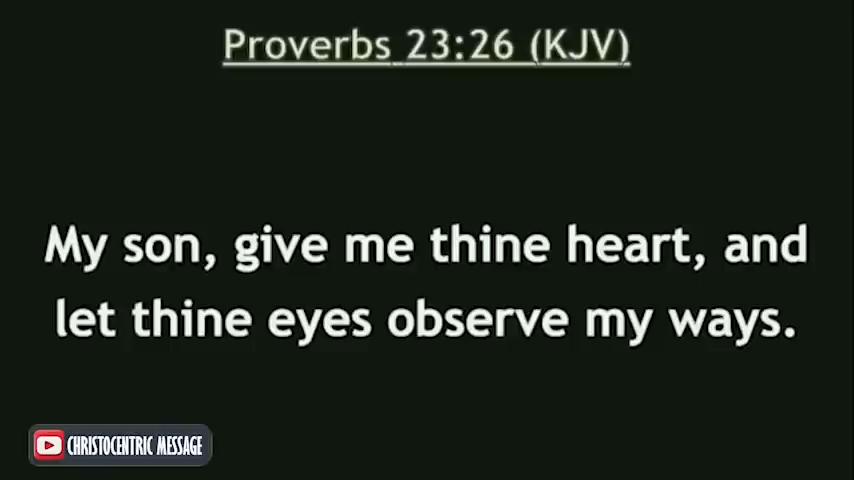 Proverbs 23:26 (KJV)
My son, give me thine heart, and
let thine eyes observe my ways.
CHRISTOCENTRIC MESSAGE